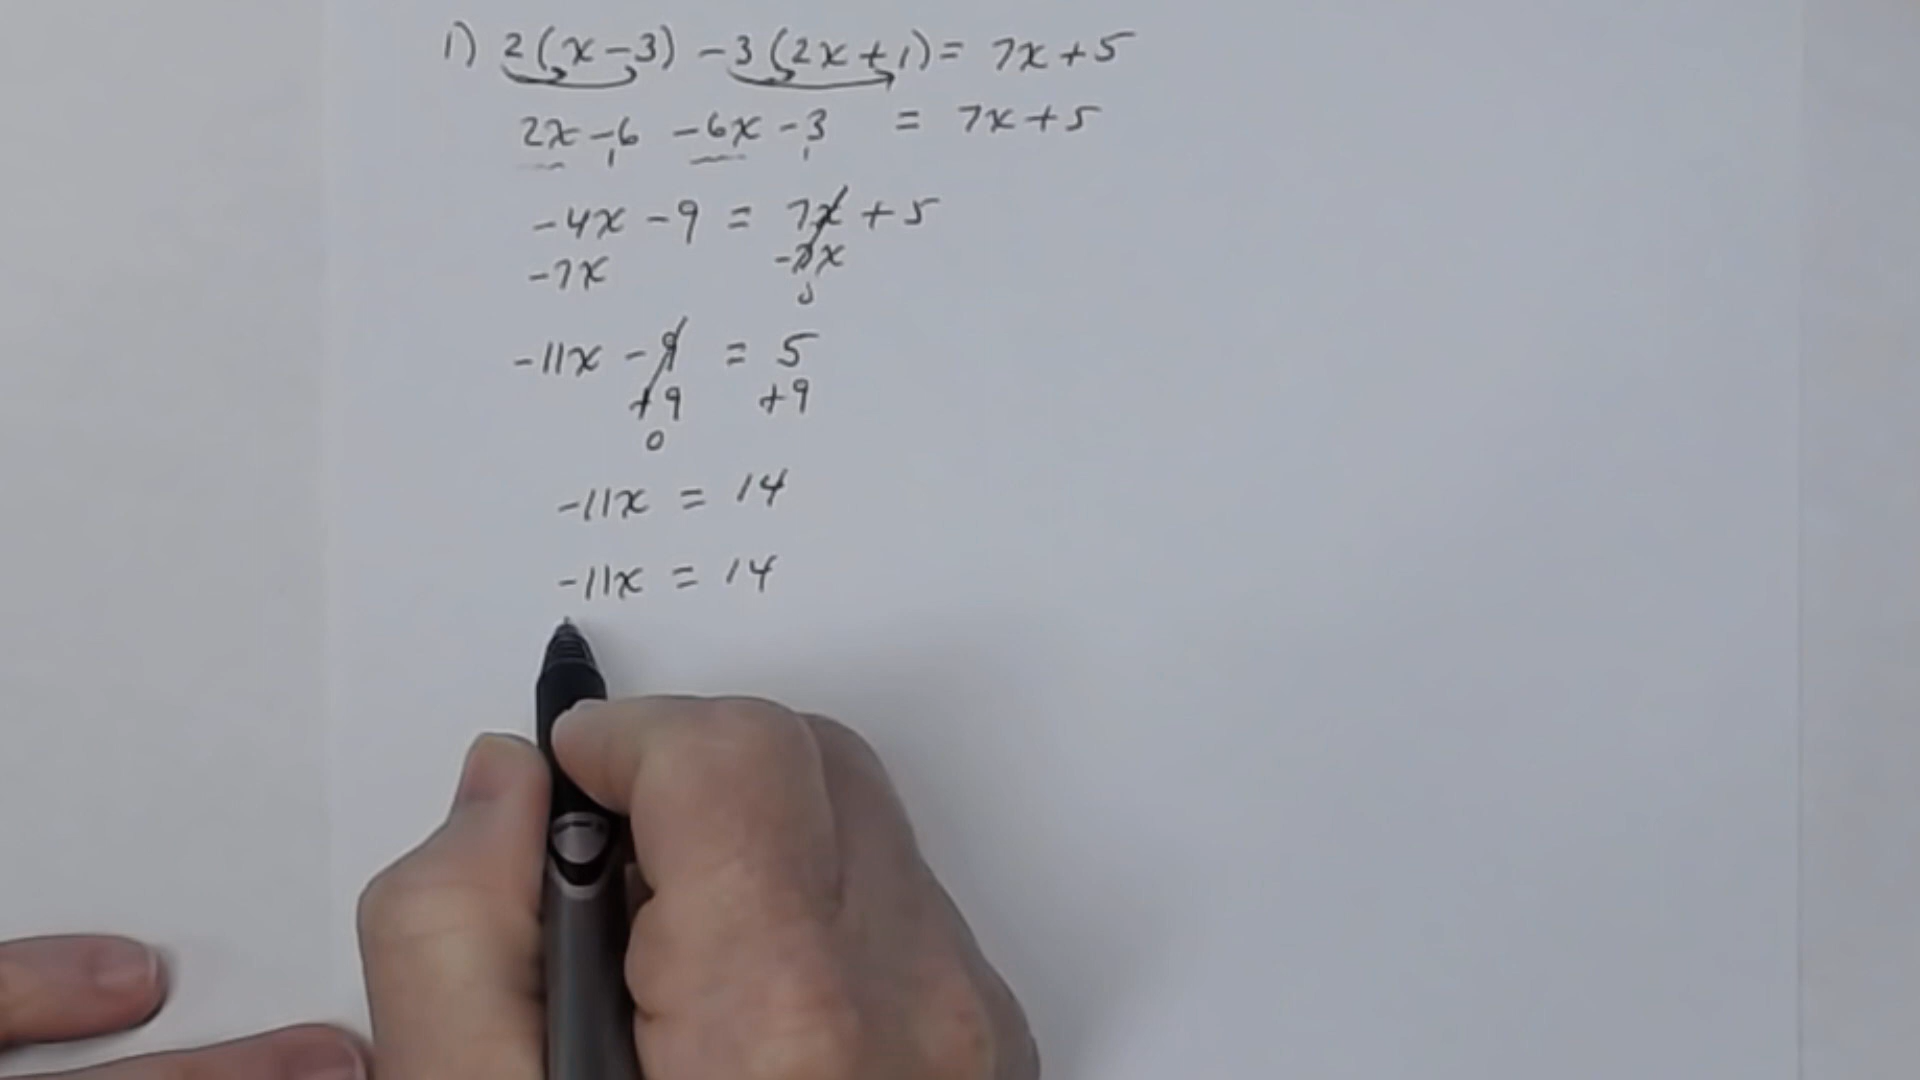 1) 2(x-3) -3(2x+1) = 7x+5
2x-6 -6x-3 = 7x+5
-4x-9 = 7x+5
-7x -7x
0
-11x-9 = 5
+9 +9
0
-11x = 14
-11x = 14